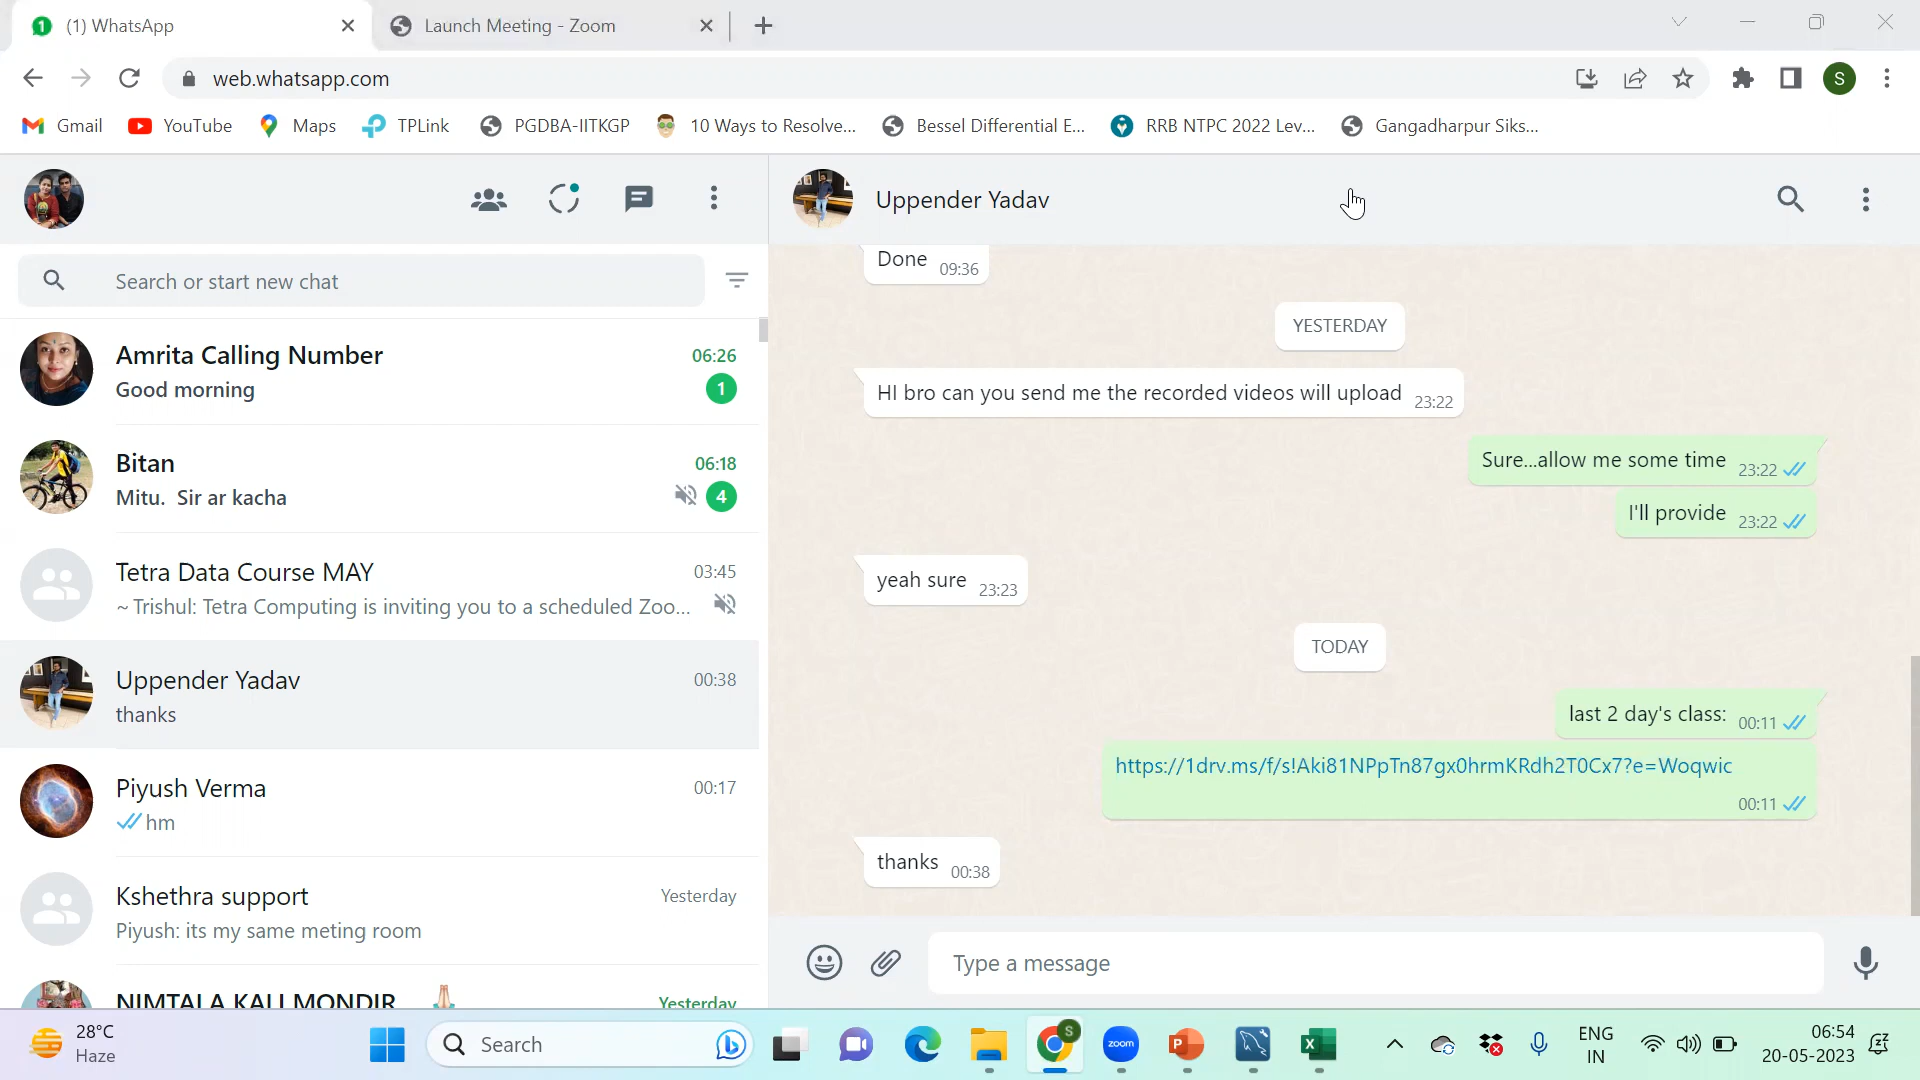 (1) WhatsApp
Launch Meeting - Zoom
web.whatsapp.com
S
Gmail
YouTube
Maps
TPLink
PGDBA-IITKGP
10 Ways to Resolve...
Bessel Differential E...
RRB NTPC 2022 Lev...
Gangadharpur Siks...
Search or start new chat
Amrita Calling Number
06:26
Good morning
1
Bitan
06:18
Mitu. Sir ar kacha
4
Tetra Data Course MAY
03:45
~ Trishul: Tetra Computing is inviting you to a scheduled Zoo...
Uppender Yadav
00:38
thanks
Piyush Verma
00:17
hm
Kshethra support
Yesterday
Piyush: its my same meting room
NIMTALA KALI MONDIR
Yesterday
Uppender Yadav
Done 09:36
YESTERDAY
HI bro can you send me the recorded videos will upload 23:22
Sure...allow me some time 23:22
I'll provide 23:22
yeah sure 23:23
TODAY
last 2 day's class: 00:11
https://1drv.ms/f/s!Aki81NPpTn87gx0hrmKRdh2T0Cx7?e=Woqwic
00:11
thanks 00:38
Type a message
28°C
Haze
Search
S
zoom
P
X
ENG
IN
06:54
20-05-2023